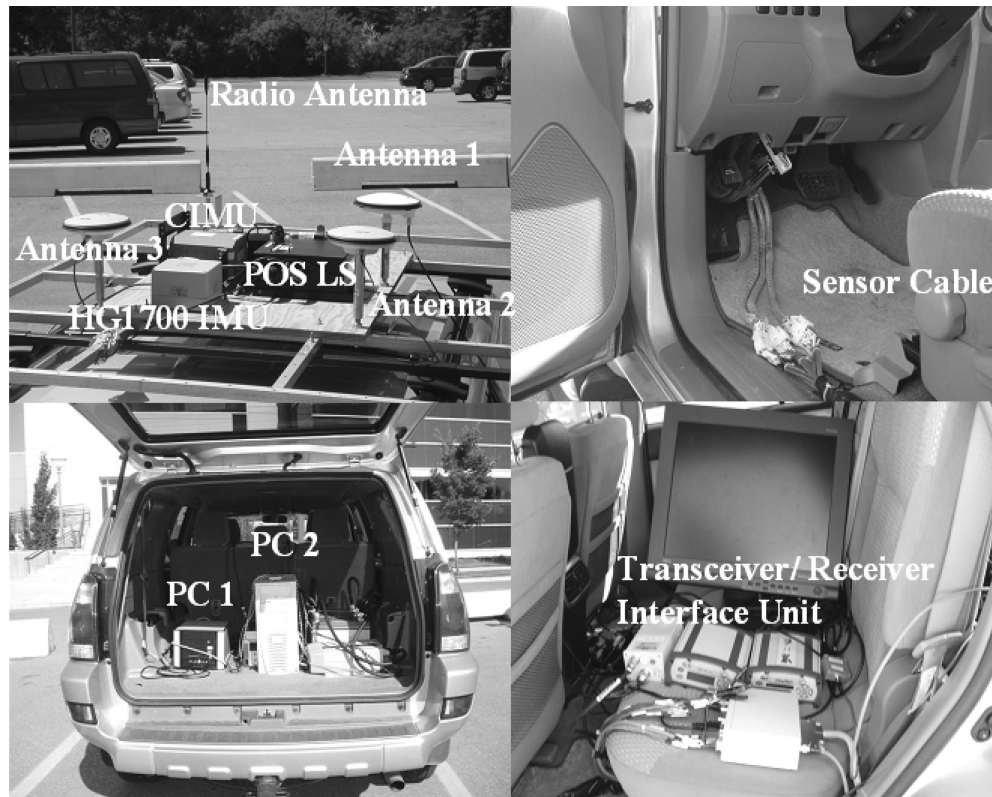 Radio Antenna
Antenna 1
CIMU
Antenna 3
POS LS
Antenna 2
HG1700 IMU
Sensor Cable
PC 2
PC 1
Transceiver/ Receiver
Interface Unit